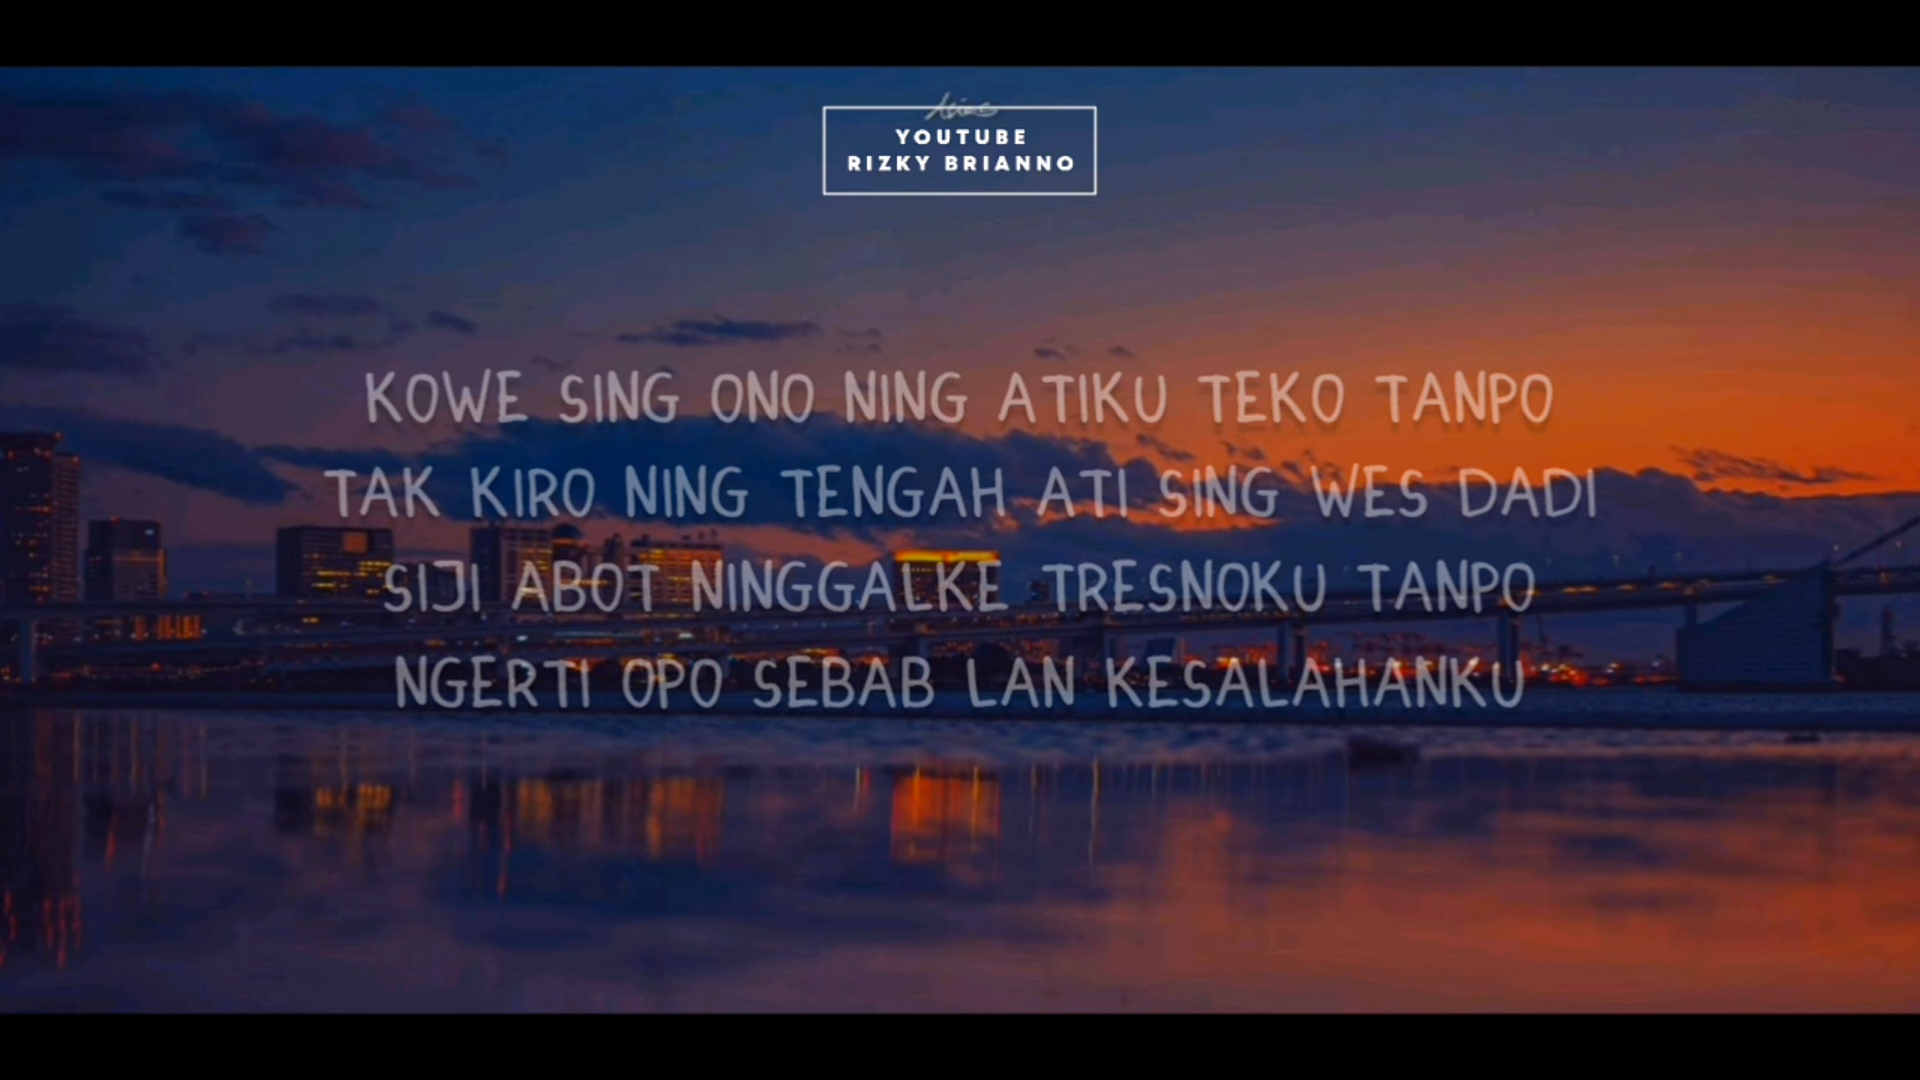 YOUTUBE
RIZKY BRIANNO
KOWE SING ONO NING ATIKU TEKO TANPO
TAK KIRO NING TENGAH ATI SING WES DADI
SIJI ABOT NINGGALKE TRESNOKU TANPO
NGERTI OPO SEBAB LAN KESALAHANKU